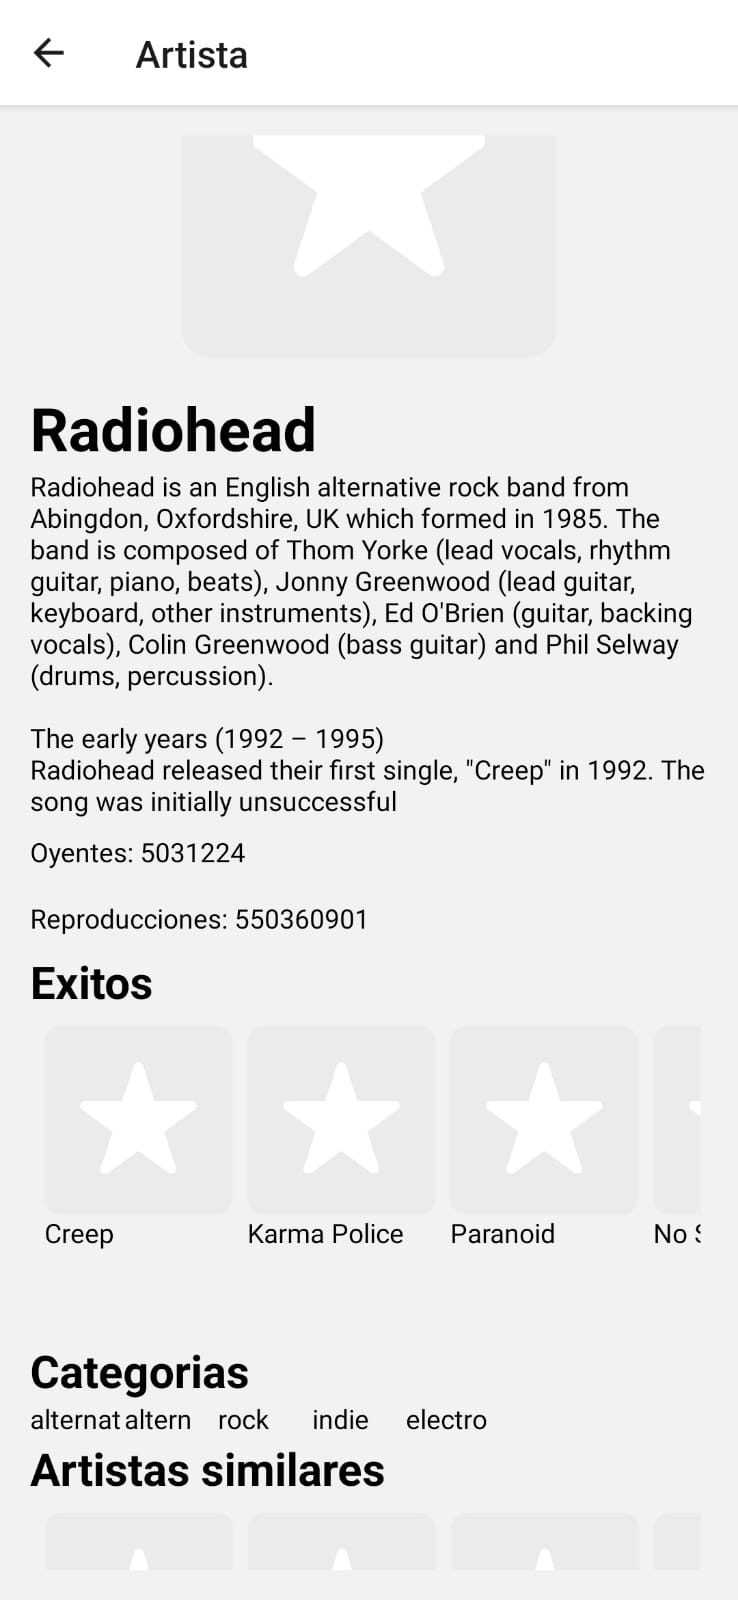 Artista
Radiohead
Radiohead is an English alternative rock band from
Abingdon, Oxfordshire, UK which formed in 1985. The
band is composed of Thom Yorke (lead vocals, rhythm
guitar, piano, beats), Jonny Greenwood (lead guitar,
keyboard, other instruments), Ed O'Brien (guitar, backing
vocals), Colin Greenwood (bass guitar) and Phil Selway
(drums, percussion).
The early years (1992 – 1995)
Radiohead released their first single, "Creep" in 1992. The
song was initially unsuccessful
Oyentes: 5031224
Reproducciones: 550360901
Exitos
Creep Karma Police Paranoid No
Categorias
alternat altern rock indie electro
Artistas similares